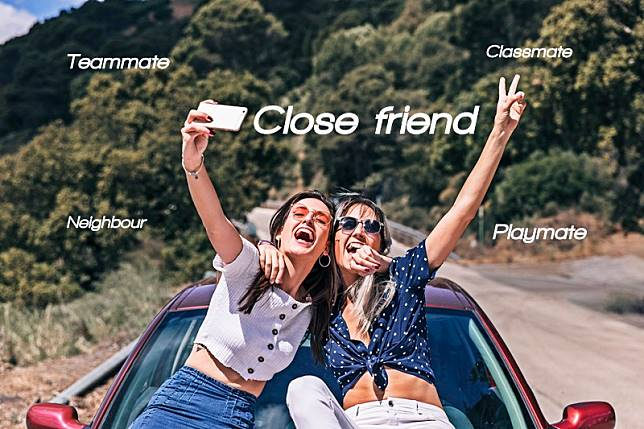 Teammate
Classmate
Close friend
Neighbour
Playmate